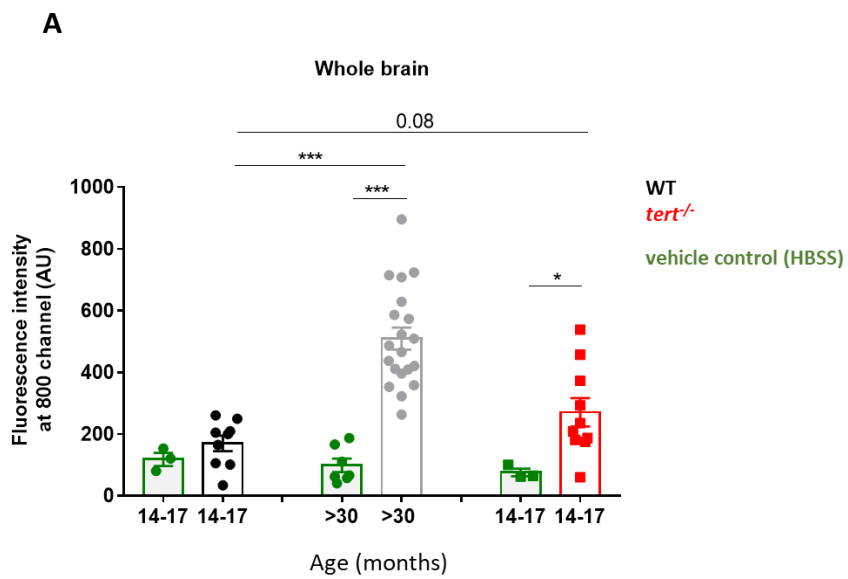 A
Whole brain
0.08
***
***
*
1000
800
600
400
200
0
Fluorescence intensity
at 800 channel (AU)
14-17 14-17 >30 >30 14-17 14-17
Age (months)
WT
tert-/-
vehicle control (HBSS)